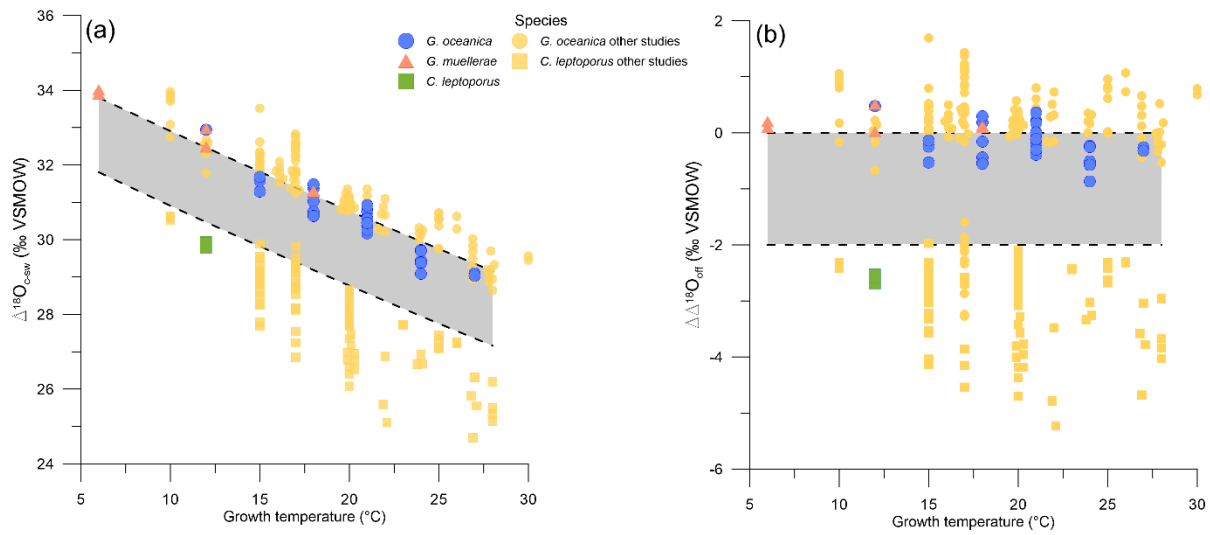 (a)
Species
G. oceanica
G. oceanica other studies
G. muellerae
C. leptoporus other studies
C. leptoporus
Δ¹⁸O꜀₋ₛw (‰ VSMOW)
36
34
32
30
28
26
24
5
10
15
20
25
30
Growth temperature (°C)
(b)
ΔΔ¹⁸Ooff (‰ VSMOW)
2
0
-2
-4
-6
5
10
15
20
25
30
Growth temperature (°C)